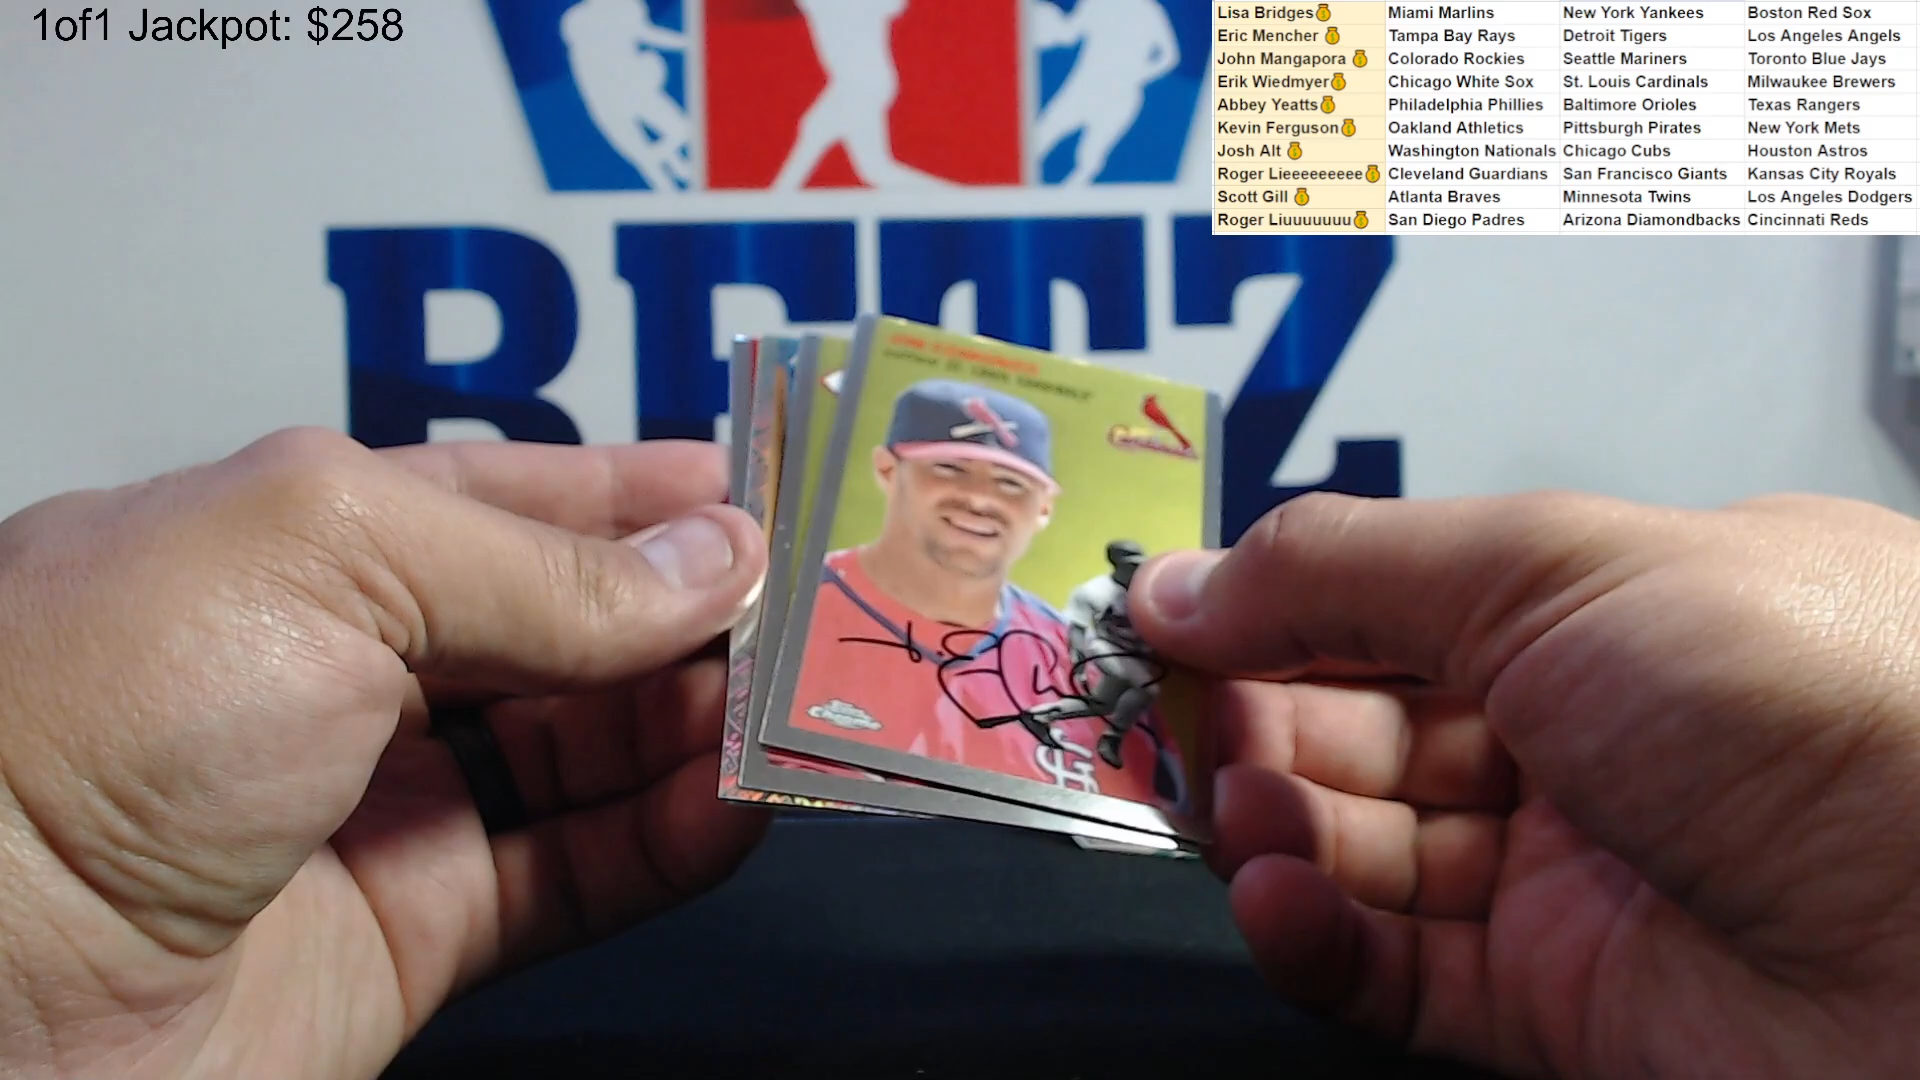 1of1 Jackpot: $258
Lisa Bridges Miami Marlins New York Yankees Boston Red Sox
Eric Mencher Tampa Bay Rays Detroit Tigers Los Angeles Angels
John Mangapora Colorado Rockies Seattle Mariners Toronto Blue Jays
Erik Wiedmyer Chicago White Sox St. Louis Cardinals Milwaukee Brewers
Abbey Yeatts Philadelphia Phillies Baltimore Orioles Texas Rangers
Kevin Ferguson Oakland Athletics Pittsburgh Pirates New York Mets
Josh Alt Washington Nationals Chicago Cubs Houston Astros
Roger Lieeeeeeeee Cleveland Guardians San Francisco Giants Kansas City Royals
Scott Gill Atlanta Braves Minnesota Twins Los Angeles Dodgers
Roger Liuuuuuuu San Diego Padres Arizona Diamondbacks Cincinnati Reds
BETZ
Cardinals
Chrome